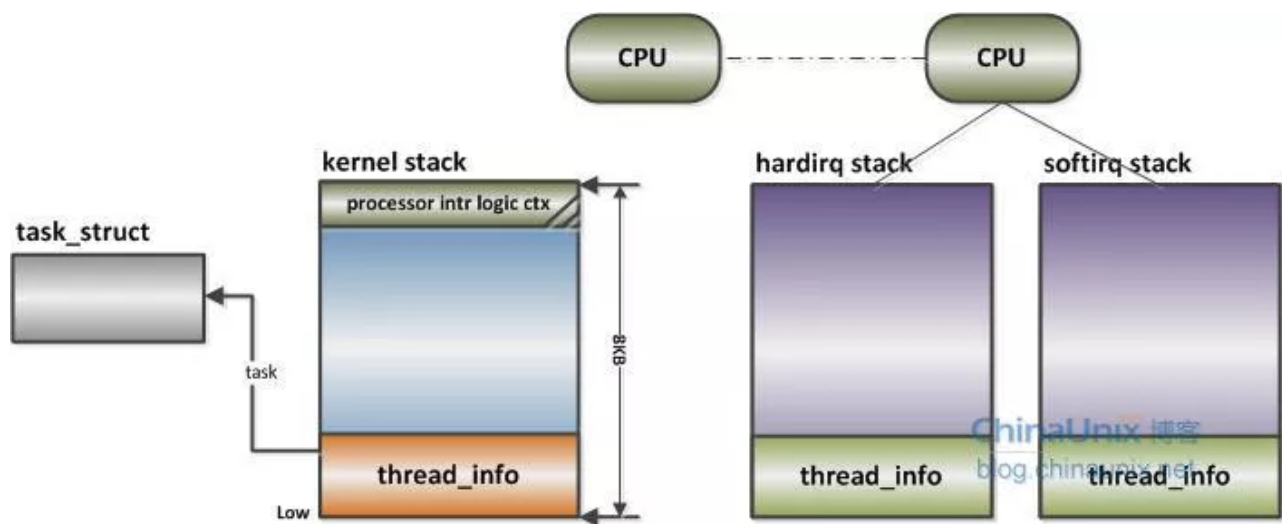 CPU
CPU
kernel stack
hardirq stack
softirq stack
processor intr logic ctx
task_struct
8KB
task
ChinaUnix 博客
thread_info
thread_info
blog.chinaunix.net
thread_info
Low